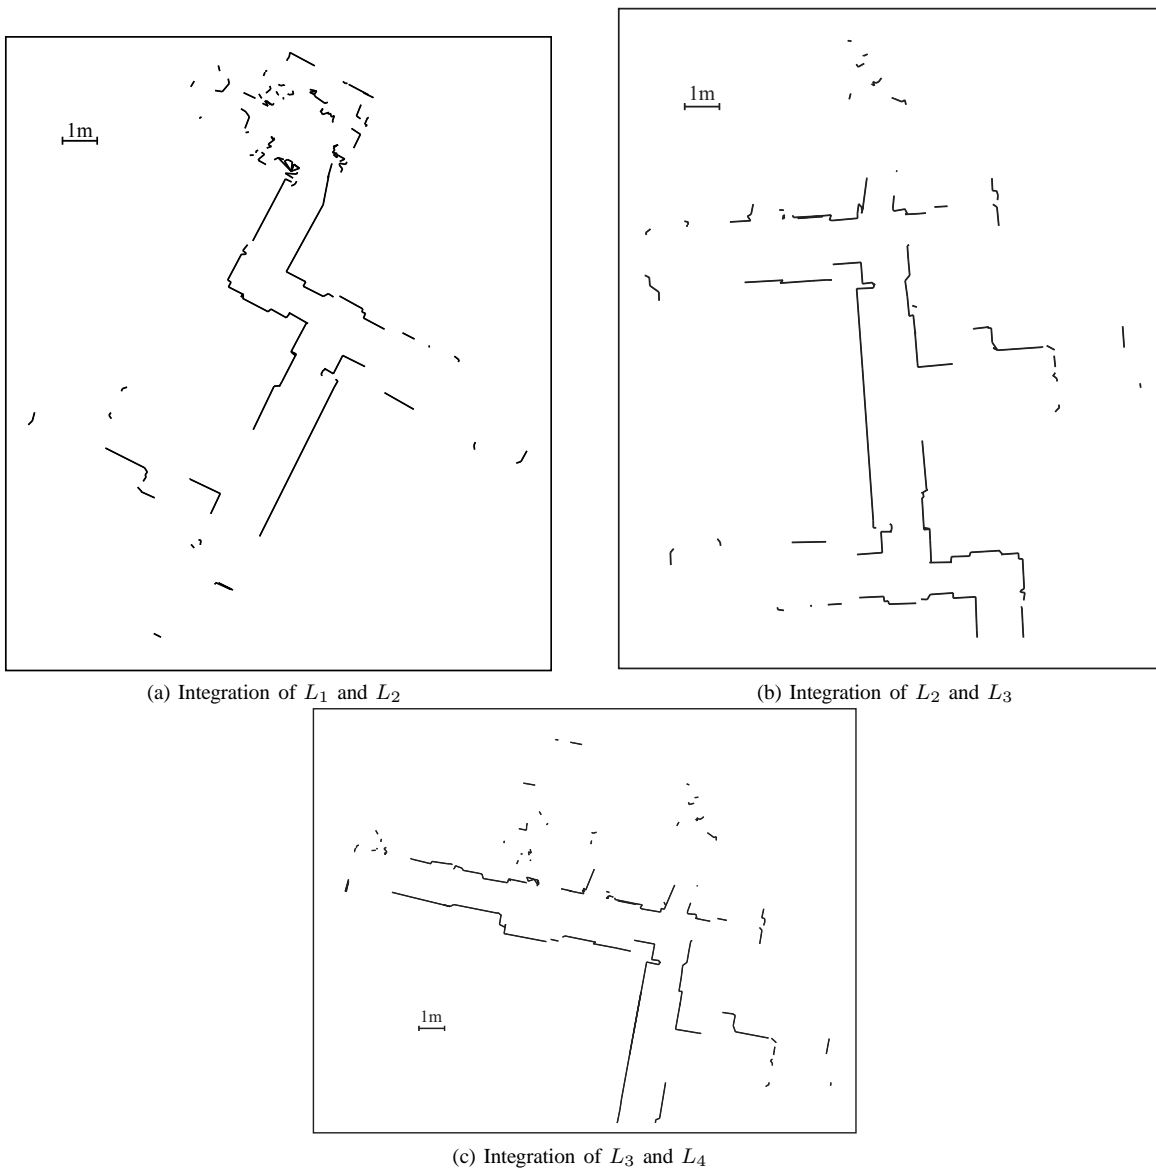 1m
1m
(a) Integration of L₁ and L₂
(b) Integration of L₂ and L₃
1m
(c) Integration of L₃ and L₄